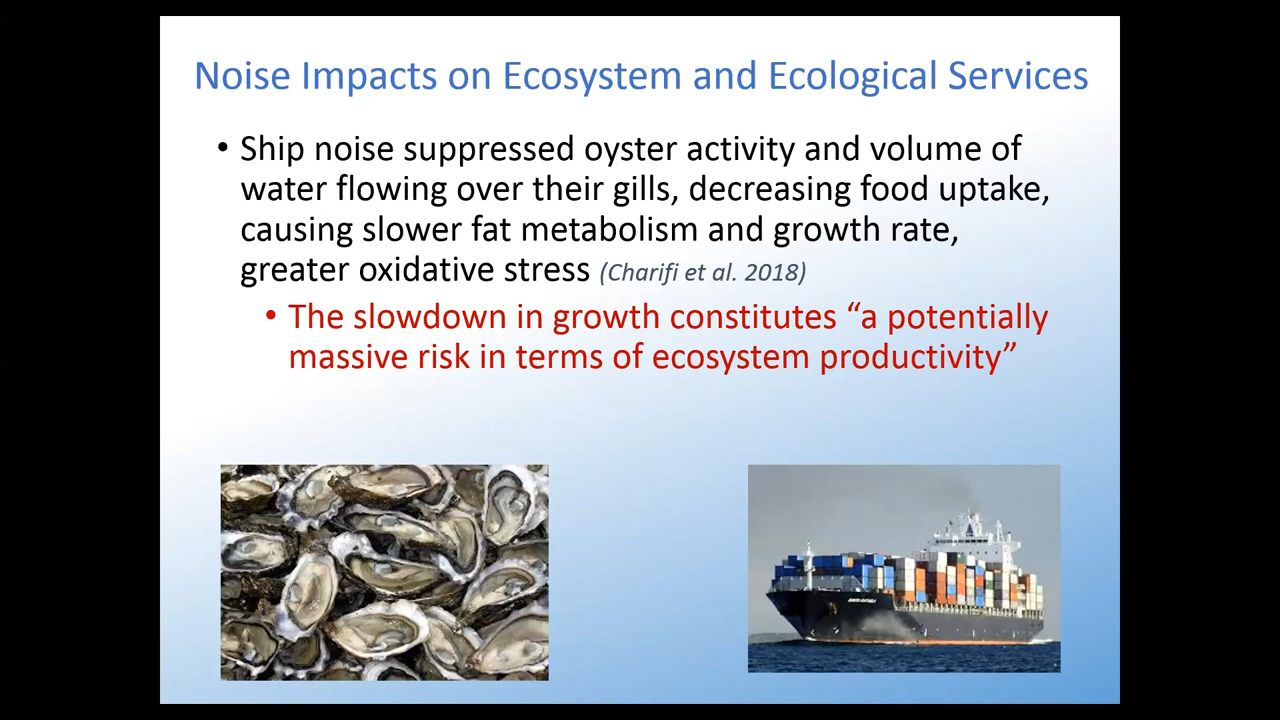 Noise Impacts on Ecosystem and Ecological Services
• Ship noise suppressed oyster activity and volume of
water flowing over their gills, decreasing food uptake,
causing slower fat metabolism and growth rate,
greater oxidative stress (Charifi et al. 2018)
• The slowdown in growth constitutes “a potentially
massive risk in terms of ecosystem productivity”